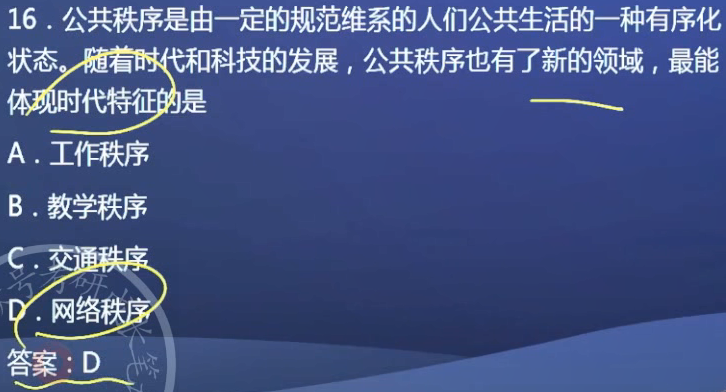 16．公共秩序是由一定的规范维系的人们公共生活的一种有序化
状态。随着时代和科技的发展，公共秩序也有了新的领域，最能
体现时代特征的是
A．工作秩序
B．教学秩序
C．交通秩序
D．网络秩序
答案：D